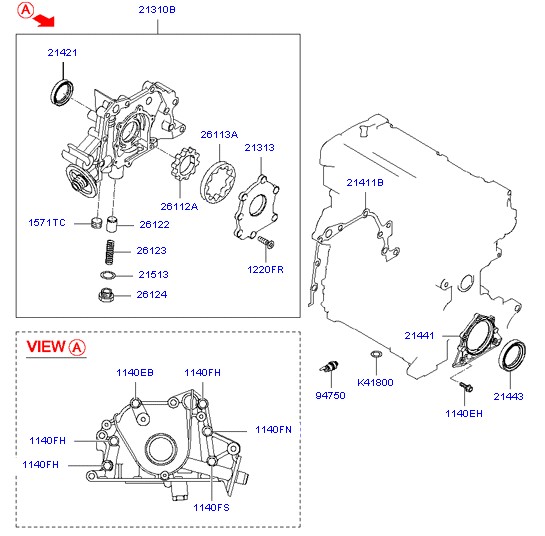 A
21310B
21421
26113A
21313
26112A
1571TC
26122
26123
21513
26124
1220FR
21411B
21441
94750
K41800
21443
1140EH
VIEW A
1140EB
1140FH
1140FH
1140FN
1140FH
1140FS